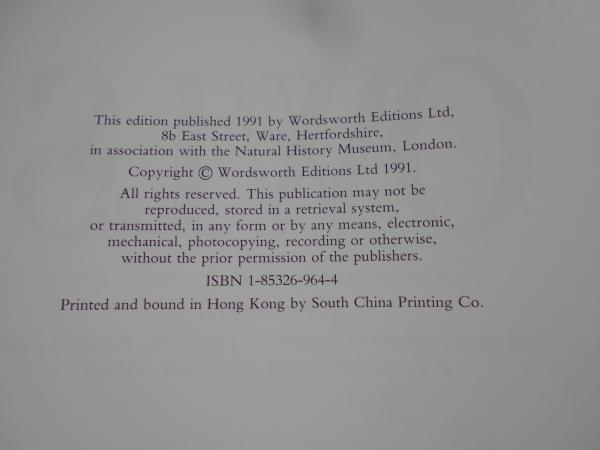 This edition published 1991 by Wordsworth Editions Ltd,
8b East Street, Ware, Hertfordshire,
in association with the Natural History Museum, London.
Copyright © Wordsworth Editions Ltd 1991.
All rights reserved. This publication may not be
reproduced, stored in a retrieval system,
or transmitted, in any form or by any means, electronic,
mechanical, photocopying, recording or otherwise,
without the prior permission of the publishers.
ISBN 1-85326-964-4
Printed and bound in Hong Kong by South China Printing Co.